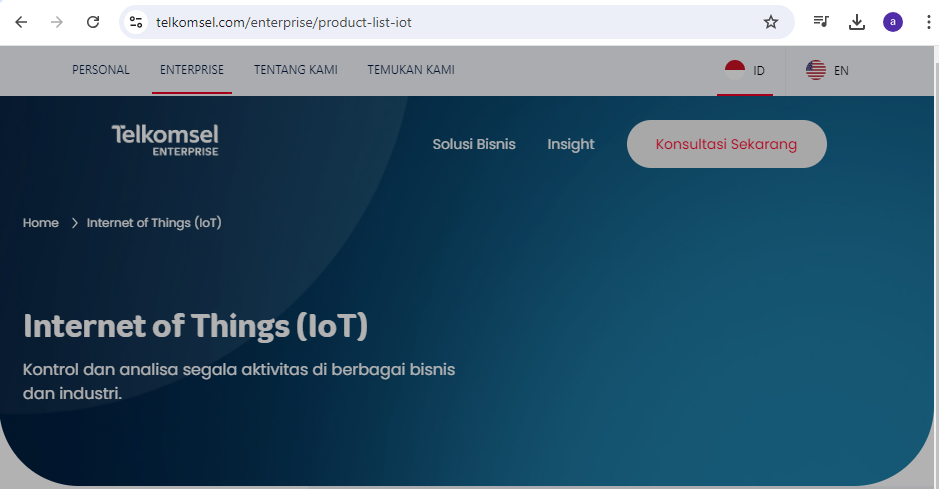 telkomsel.com/enterprise/product-list-iot
a
PERSONAL ENTERPRISE TENTANG KAMI TEMUKAN KAMI ID EN
Telkomsel
ENTERPRISE
Solusi Bisnis Insight Konsultasi Sekarang
Home > Internet of Things (IoT)
Internet of Things (IoT)
Kontrol dan analisa segala aktivitas di berbagai bisnis
dan industri.